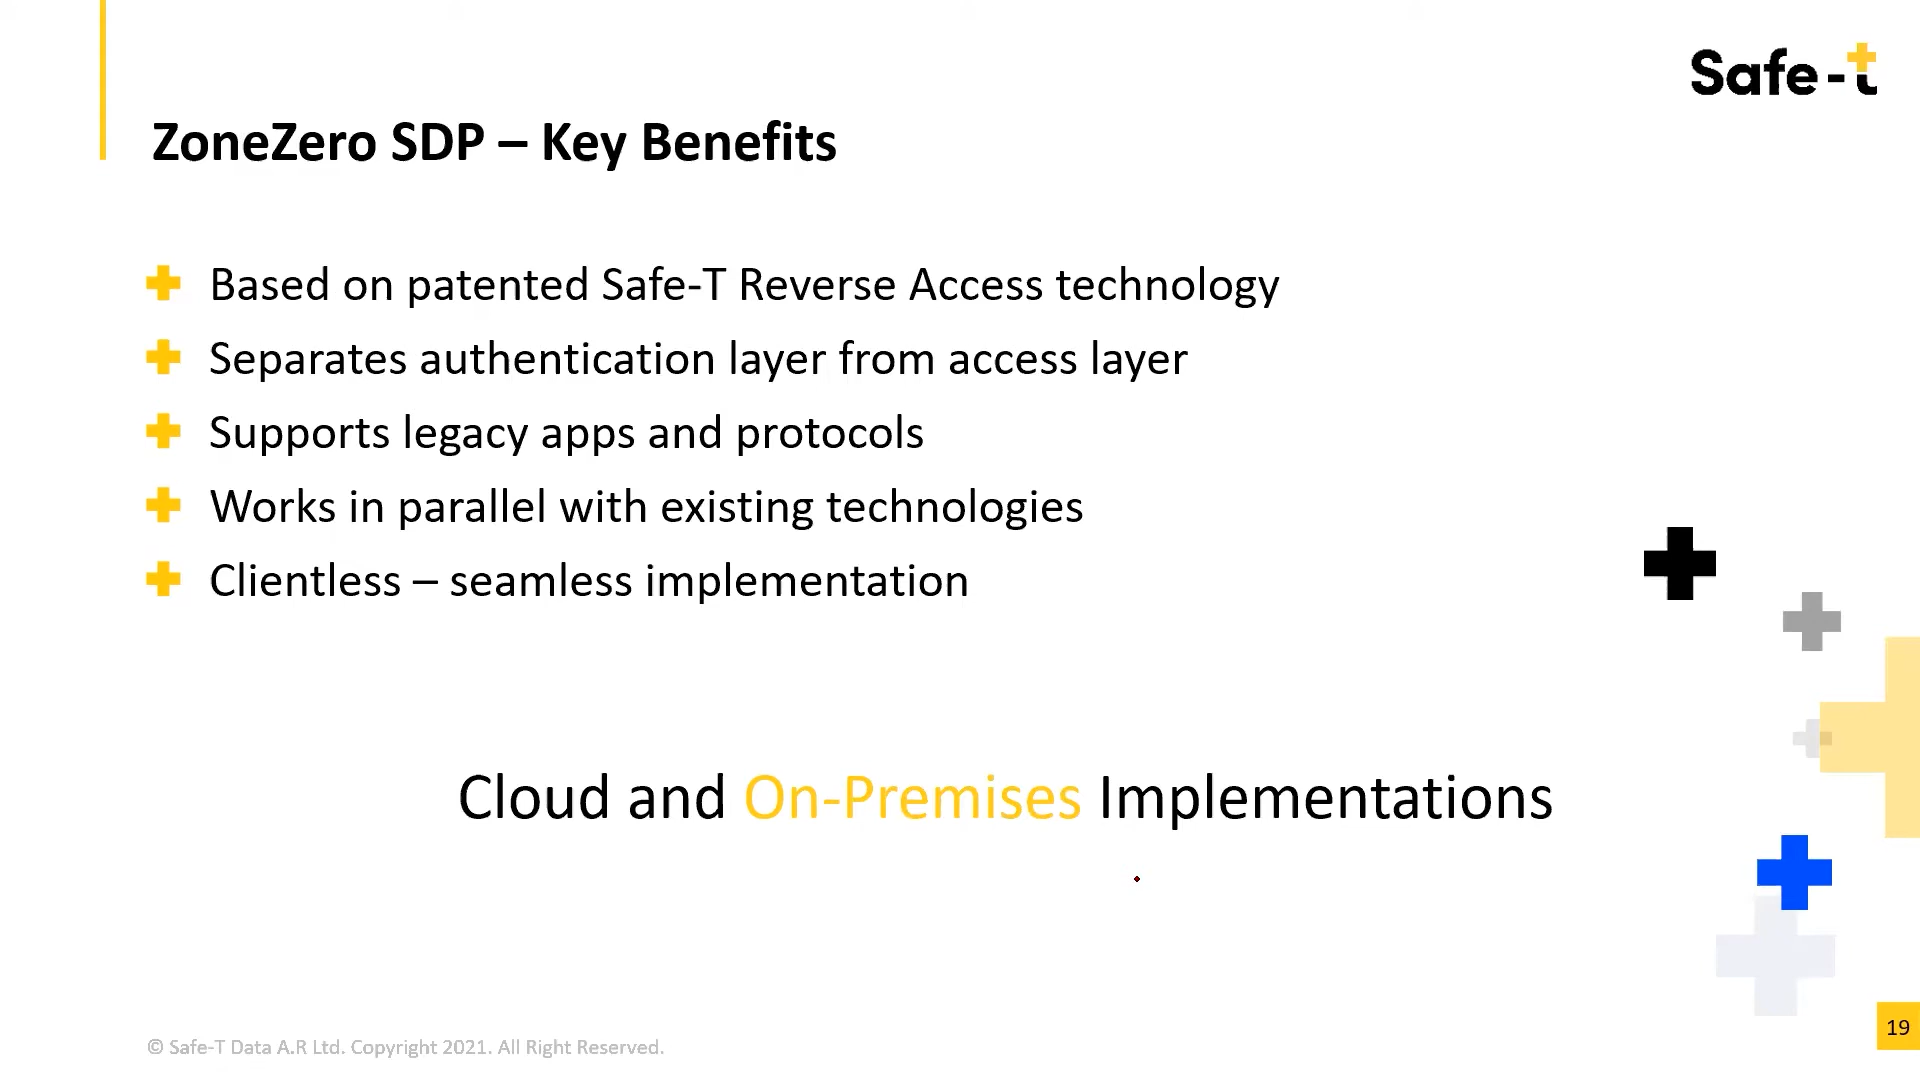 Safe-t
ZoneZero SDP – Key Benefits
Based on patented Safe-T Reverse Access technology
Separates authentication layer from access layer
Supports legacy apps and protocols
Works in parallel with existing technologies
Clientless – seamless implementation
Cloud and On-Premises Implementations
© Safe-T Data A.R Ltd. Copyright 2021. All Right Reserved.
19